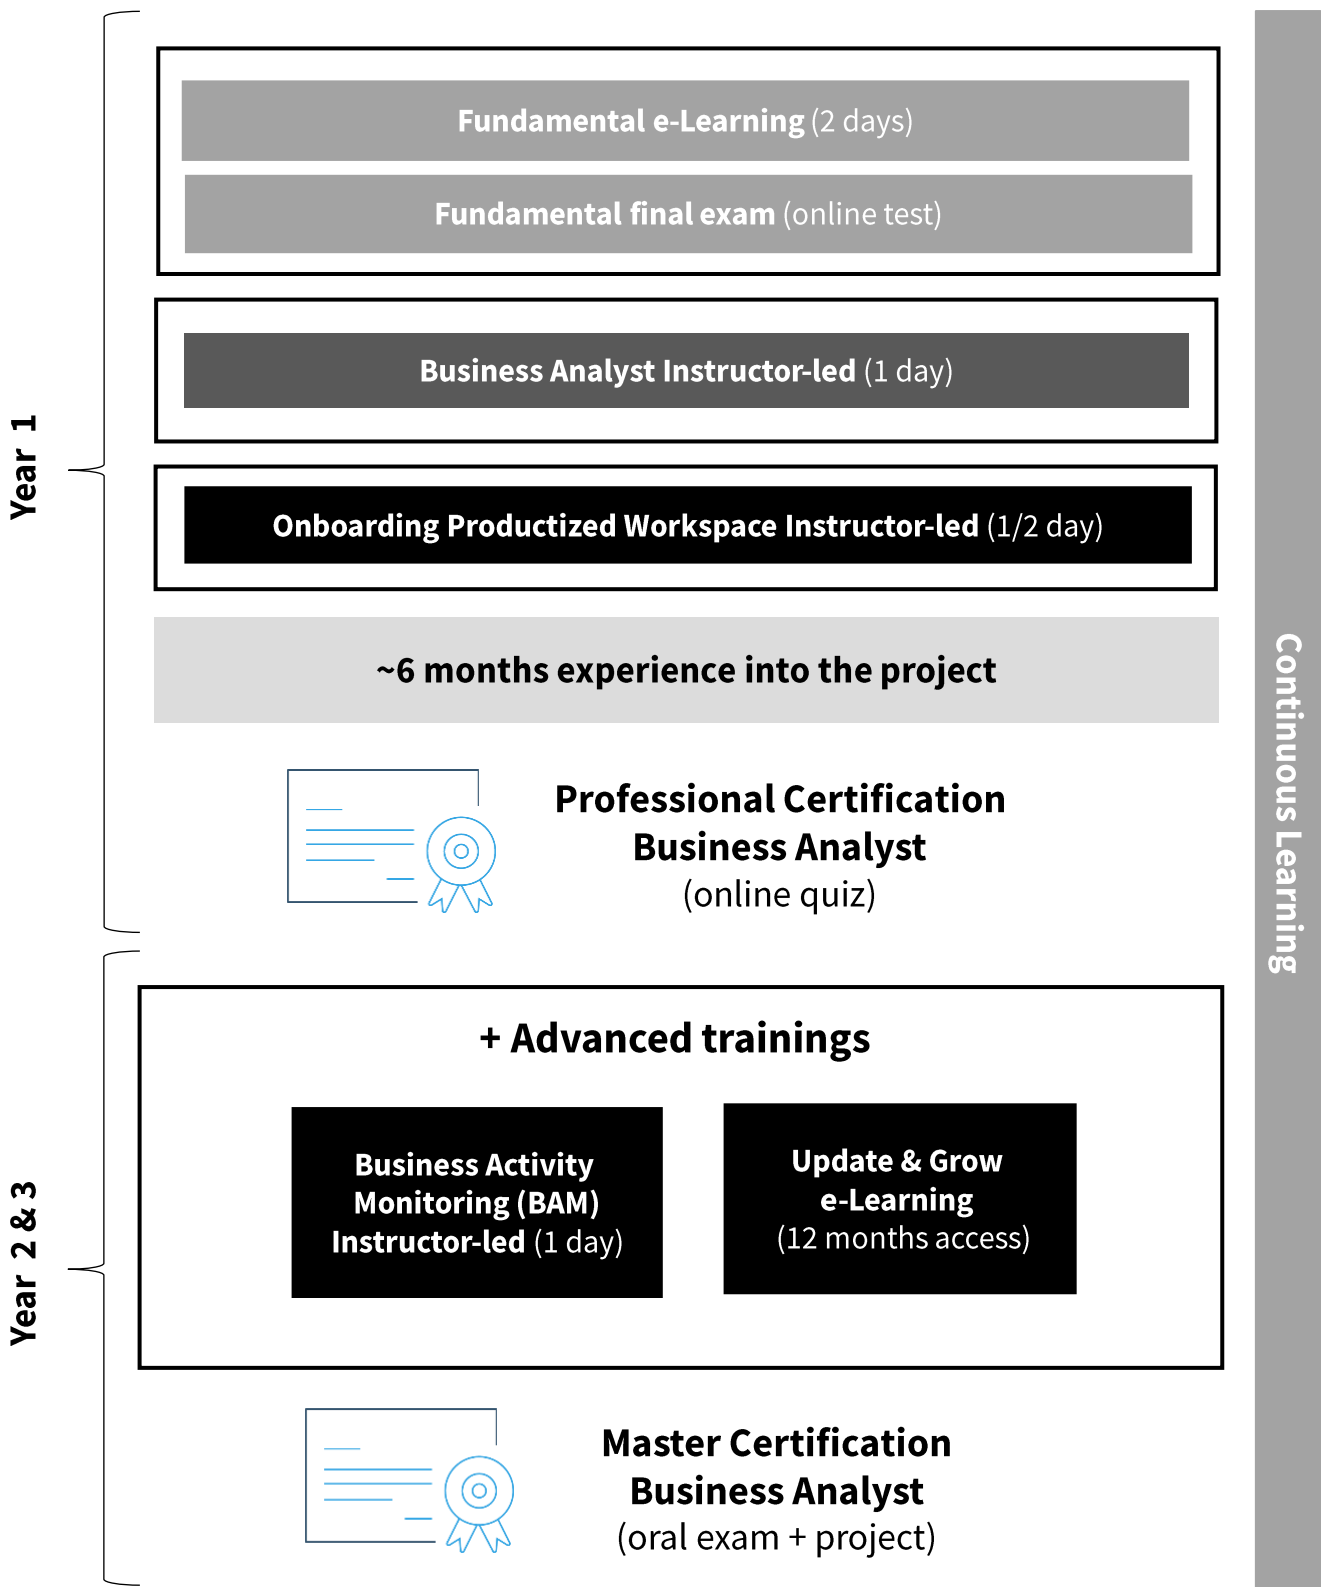 Fundamental e-Learning (2 days)
Fundamental final exam (online test)
Business Analyst Instructor-led (1 day)
Year 1
Onboarding Productized Workspace Instructor-led (1/2 day)
~6 months experience into the project
Professional Certification
Business Analyst
(online quiz)
Continuous Learning
+ Advanced trainings
Business Activity
Monitoring (BAM)
Instructor-led (1 day)
Update & Grow
e-Learning
(12 months access)
Year 2 & 3
Master Certification
Business Analyst
(oral exam + project)